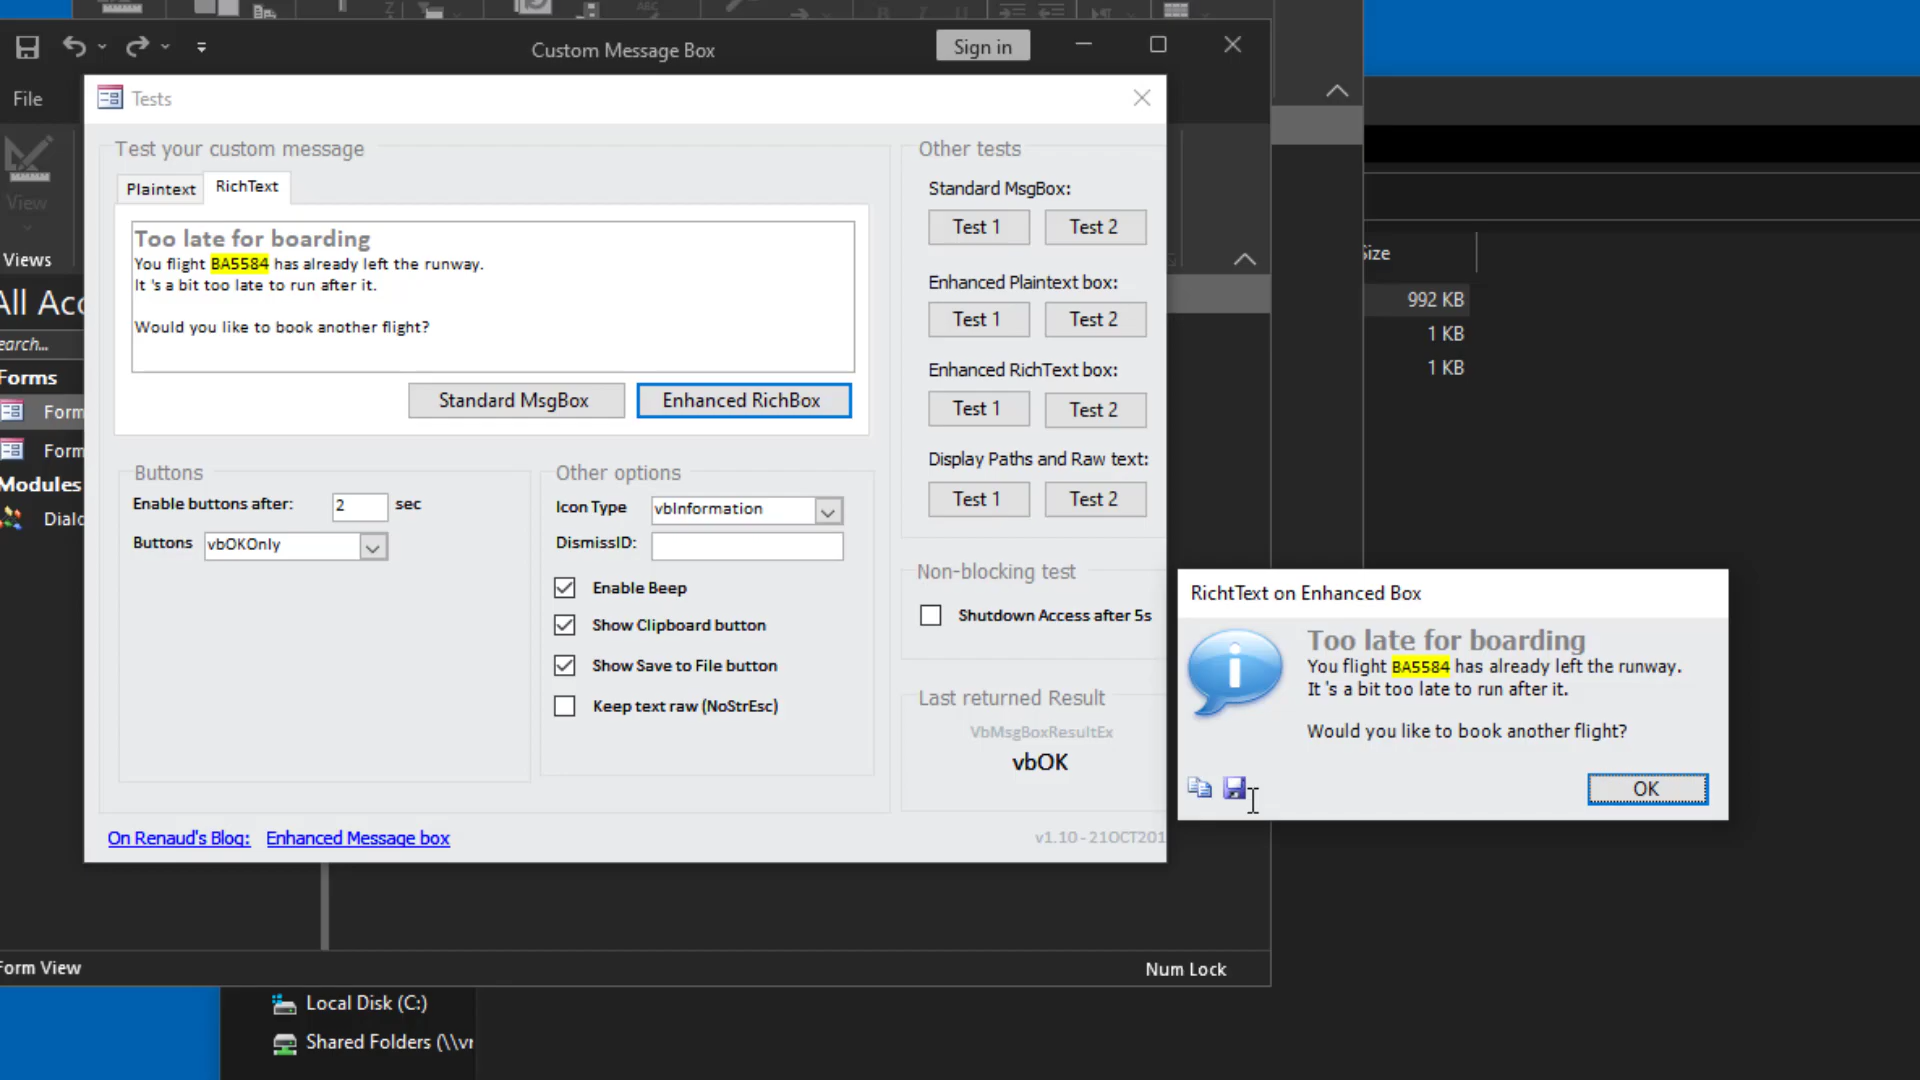 Custom Message Box
Sign in
File
Tests
Test your custom message
Plaintext
RichText
Too late for boarding
You flight BA5584 has already left the runway.
It 's a bit too late to run after it.
Would you like to book another flight?
Standard MsgBox
Enhanced RichBox
Buttons
Enable buttons after:
2
sec
Buttons
vbOKOnly
Other options
Icon Type
vbInformation
DismissID:
Enable Beep
Show Clipboard button
Show Save to File button
Keep text raw (NoStrEsc)
Other tests
Standard MsgBox:
Test 1
Test 2
Enhanced Plaintext box:
Test 1
Test 2
Enhanced RichText box:
Test 1
Test 2
Display Paths and Raw text:
Test 1
Test 2
Non-blocking test
Shutdown Access after 5s
Last returned Result
VbMsgBoxResultEx
vbOK
On Renaud's Blog:
Enhanced Message box
v1.10 - 21OCT201
View
Views
All Acc
earch...
Forms
Form
Form
Modules
Dialo
Form View
Num Lock
Size
992 KB
1 KB
1 KB
RichtText on Enhanced Box
Too late for boarding
You flight BA5584 has already left the runway.
It 's a bit too late to run after it.
Would you like to book another flight?
OK
Local Disk (C:)
Shared Folders (\\vr